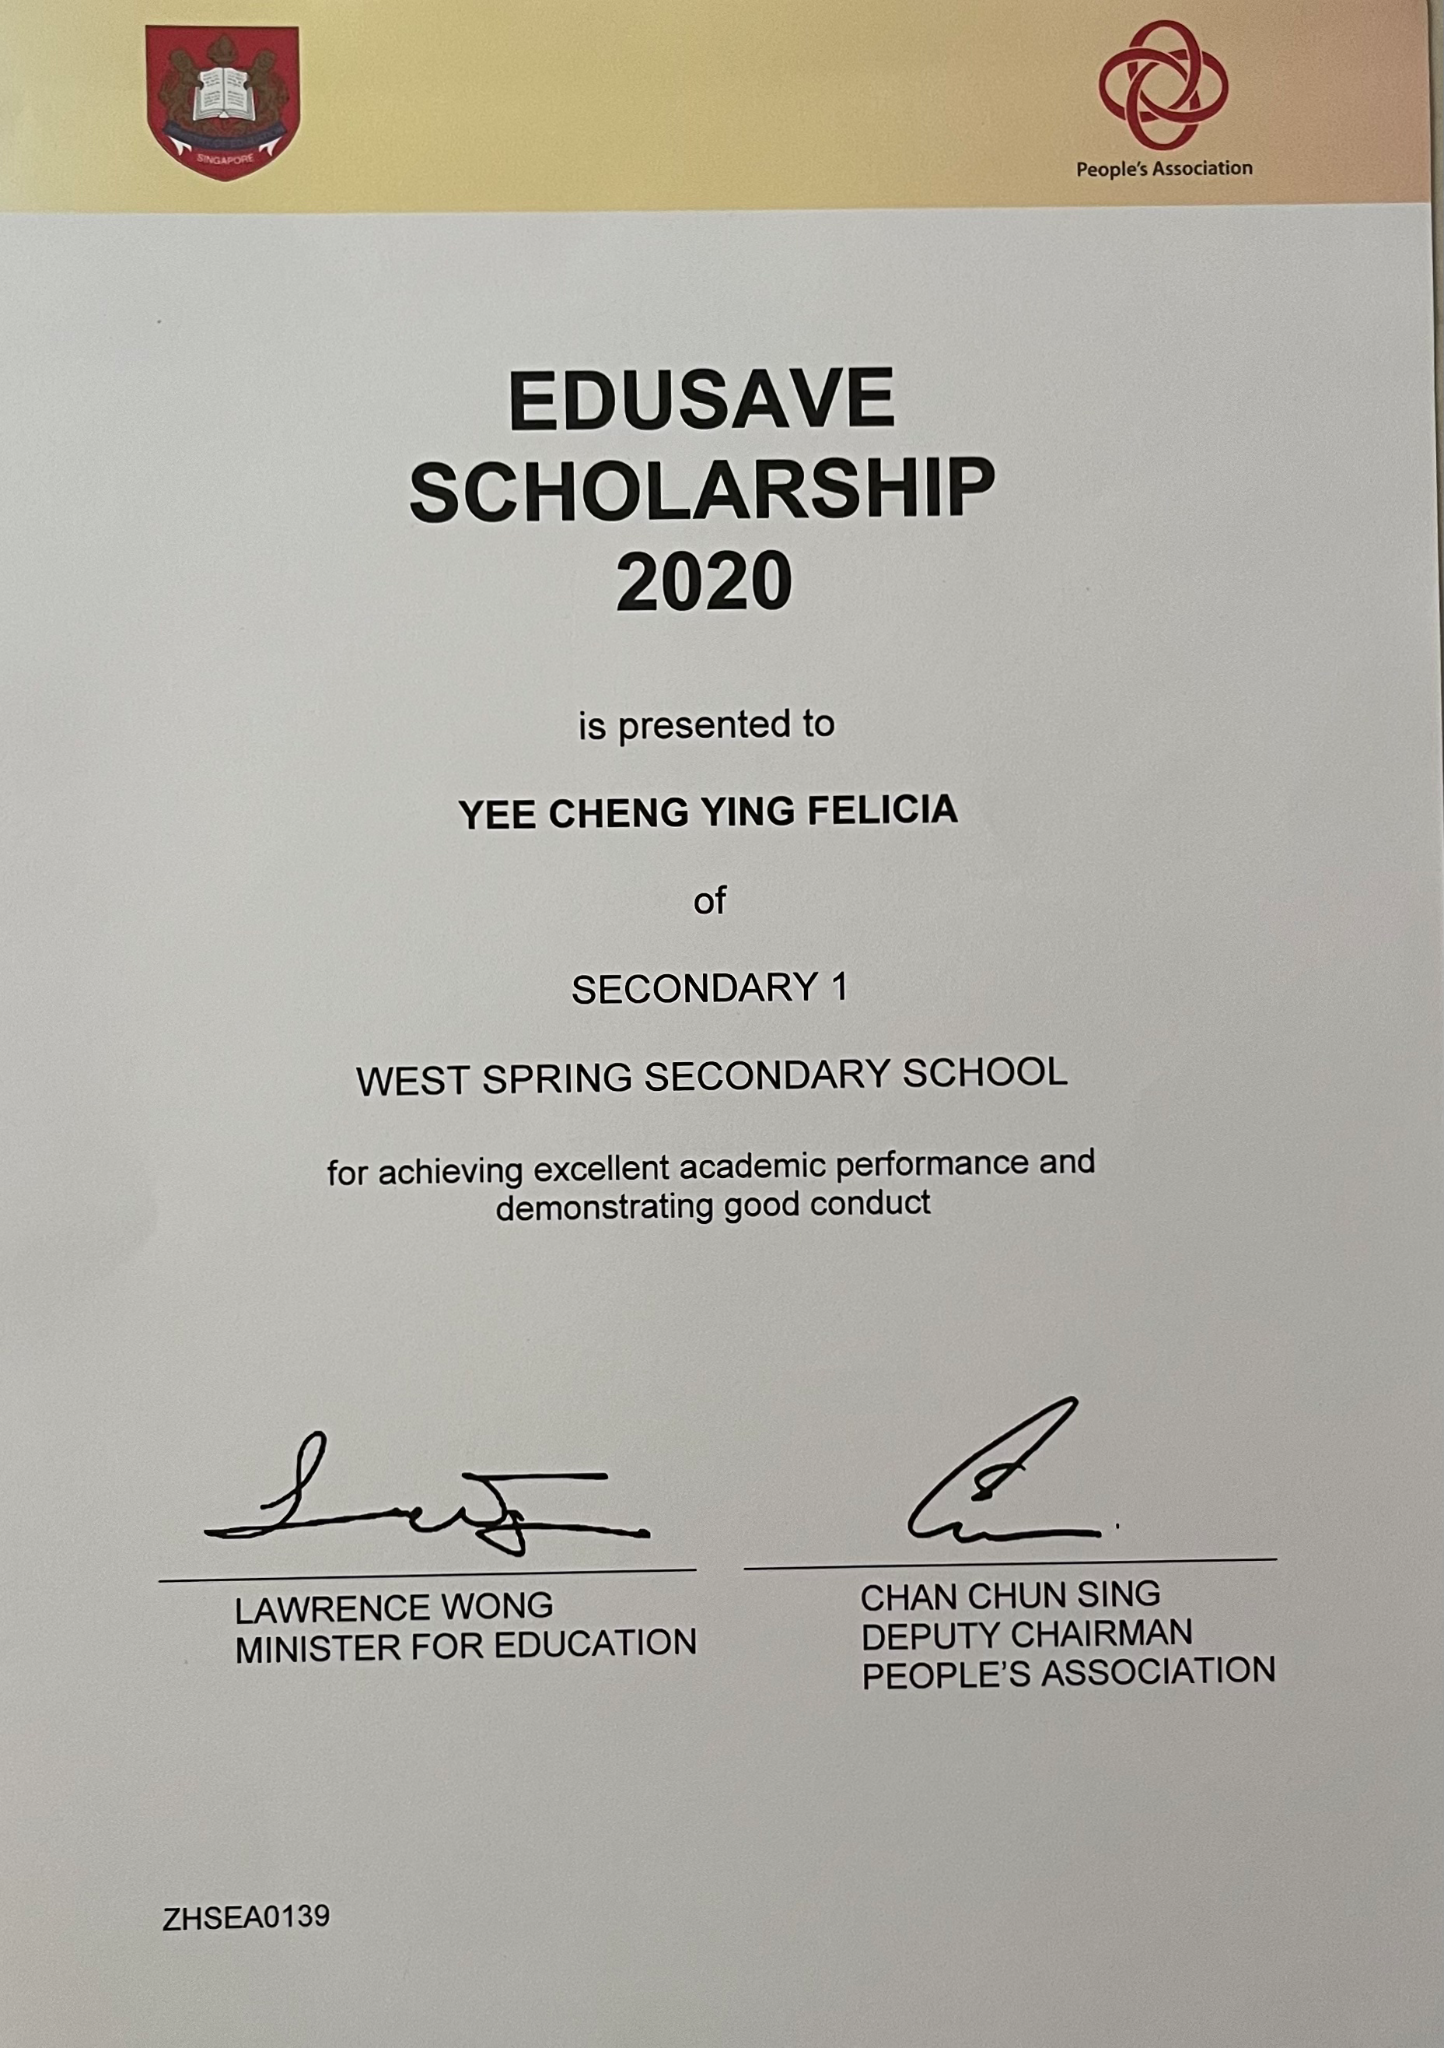 SINGAPORE
People's Association
EDUSAVE
SCHOLARSHIP
2020
is presented to
YEE CHENG YING FELICIA
of
SECONDARY 1
WEST SPRING SECONDARY SCHOOL
for achieving excellent academic performance and
demonstrating good conduct
LAWRENCE WONG
MINISTER FOR EDUCATION
CHAN CHUN SING
DEPUTY CHAIRMAN
PEOPLE'S ASSOCIATION
ZHSEA0139